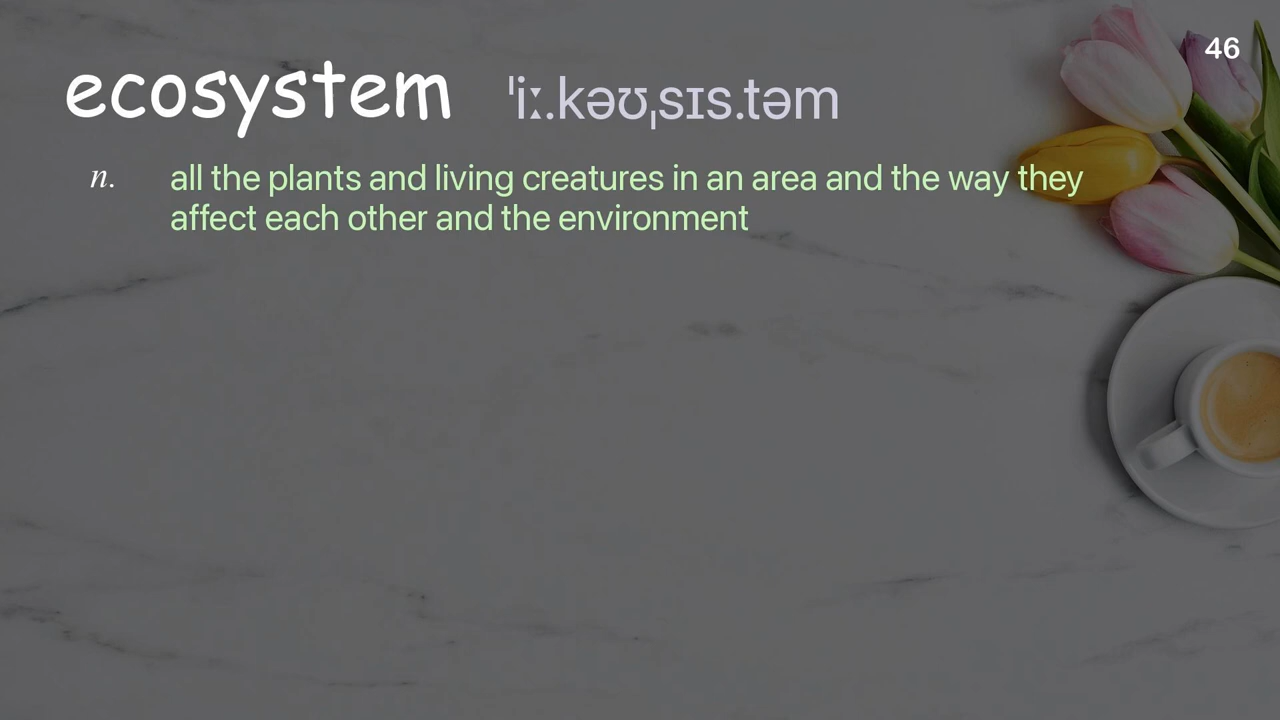 46
ecosystem ˈiː.kəʊˌsɪs.təm
n. all the plants and living creatures in an area and the way they
affect each other and the environment